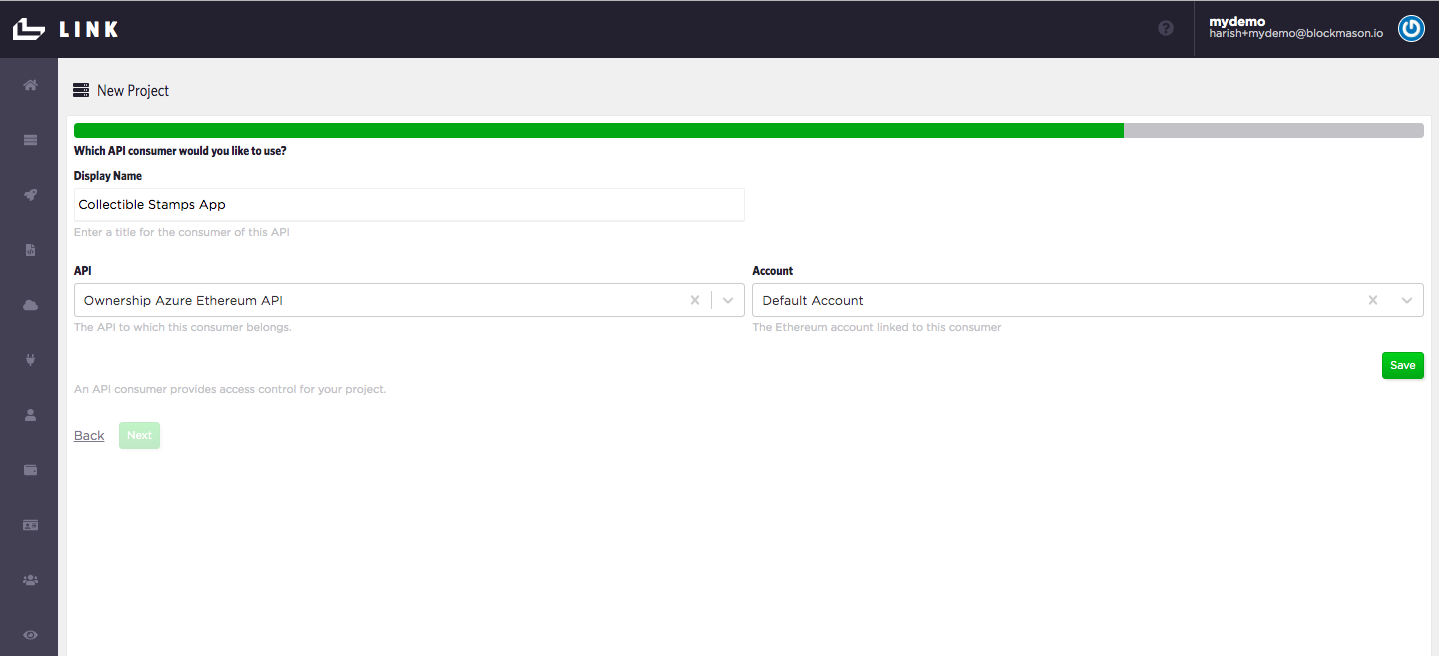 LINK
mydemo
harish+mydemo@blockmason.io
New Project
Which API consumer would you like to use?
Display Name
Collectible Stamps App
Enter a title for the consumer of this API
API
Account
Ownership Azure Ethereum API
Default Account
The API to which this consumer belongs.
The Ethereum account linked to this consumer
Save
An API consumer provides access control for your project.
Back
Next